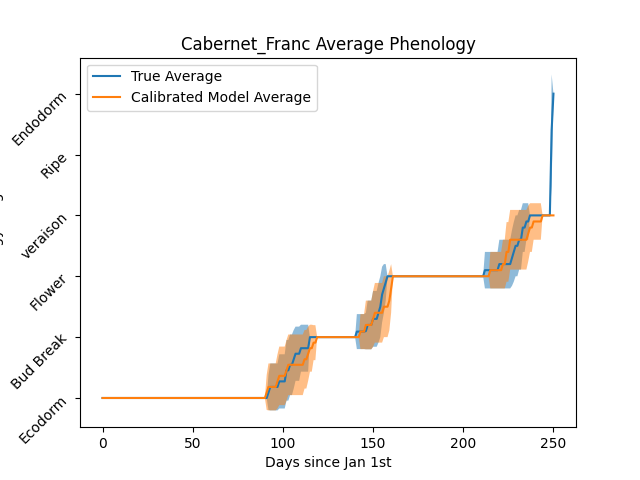 Cabernet_Franc Average Phenology
True Average
Calibrated Model Average
Endodorm
Ripe
veraison
Flower
Bud Break
Ecodorm
0 50 100 150 200 250
Days since Jan 1st